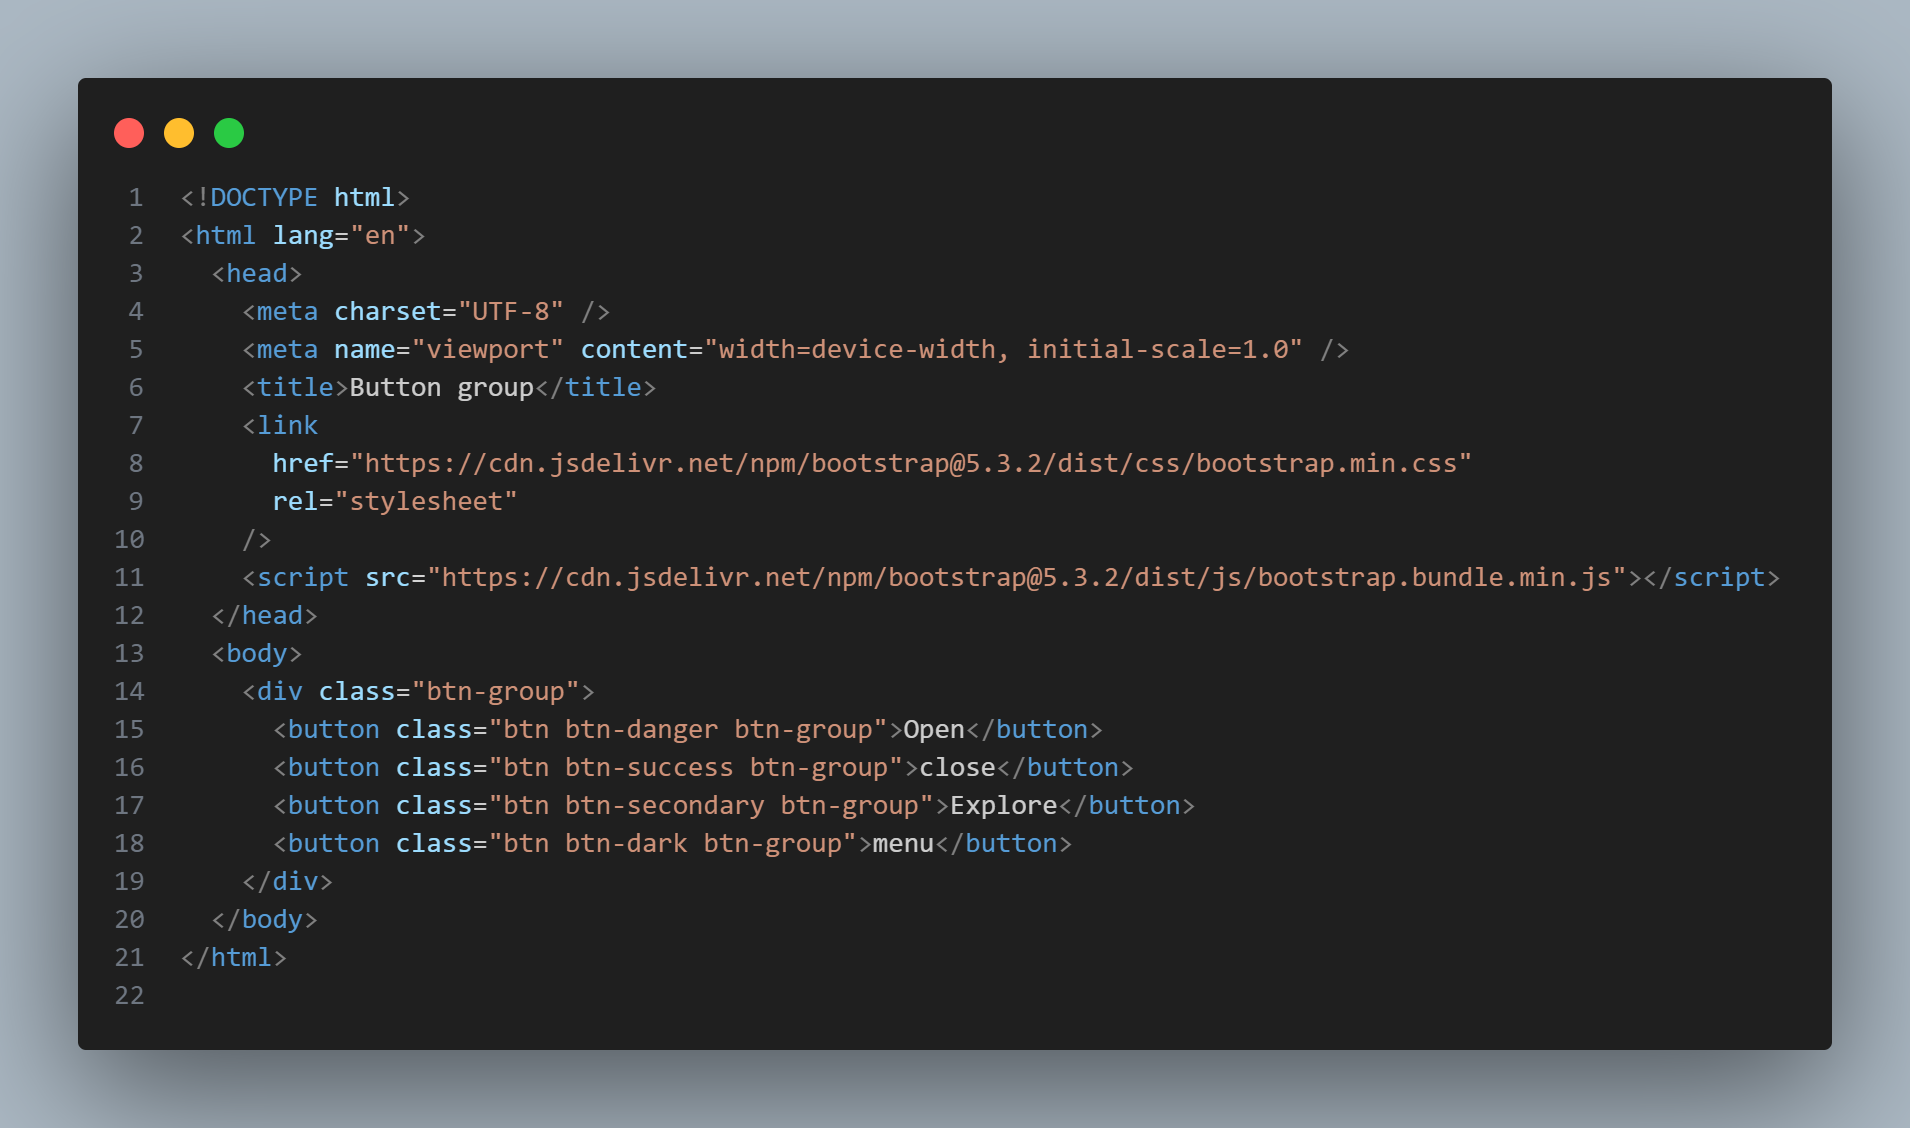 1 <!DOCTYPE html>
2 <html lang="en">
3   <head>
4     <meta charset="UTF-8" />
5     <meta name="viewport" content="width=device-width, initial-scale=1.0" />
6     <title>Button group</title>
7     <link
8       href="https://cdn.jsdelivr.net/npm/bootstrap@5.3.2/dist/css/bootstrap.min.css"
9       rel="stylesheet"
10     />
11     <script src="https://cdn.jsdelivr.net/npm/bootstrap@5.3.2/dist/js/bootstrap.bundle.min.js"></script>
12   </head>
13   <body>
14     <div class="btn-group">
15       <button class="btn btn-danger btn-group">Open</button>
16       <button class="btn btn-success btn-group">close</button>
17       <button class="btn btn-secondary btn-group">Explore</button>
18       <button class="btn btn-dark btn-group">menu</button>
19     </div>
20   </body>
21 </html>
22